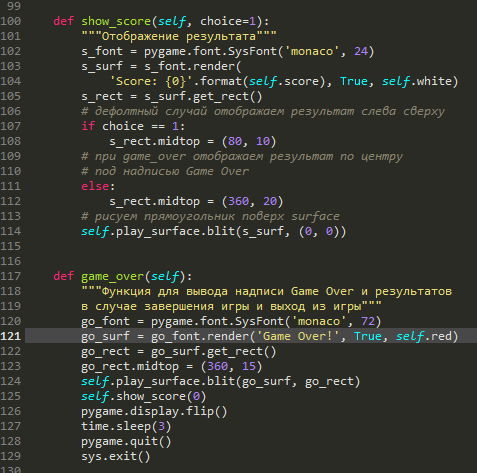 99
100 def show_score(self, choice=1):
101 """Отображение результата"""
102 s_font = pygame.font.SysFont('monaco', 24)
103 s_surf = s_font.render(
104 'Score: {0}'.format(self.score), True, self.white)
105 s_rect = s_surf.get_rect()
106 # дефолтный случай отображаем результат слева сверху
107 if choice == 1:
108 s_rect.midtop = (80, 10)
109 # при game_over отображаем результат по центру
110 # под надписью Game Over
111 else:
112 s_rect.midtop = (360, 20)
113 # рисуем прямоугольник поверх surface
114 self.play_surface.blit(s_surf, (0, 0))
115
116
117 def game_over(self):
118 """Функция для вывода надписи Game Over и результатов
119 в случае завершения игры и выход из игры"""
120 go_font = pygame.font.SysFont('monaco', 72)
121 go_surf = go_font.render('Game Over!', True, self.red)
122 go_rect = go_surf.get_rect()
123 go_rect.midtop = (360, 15)
124 self.play_surface.blit(go_surf, go_rect)
125 self.show_score(0)
126 pygame.display.flip()
127 time.sleep(3)
128 pygame.quit()
129 sys.exit()
130